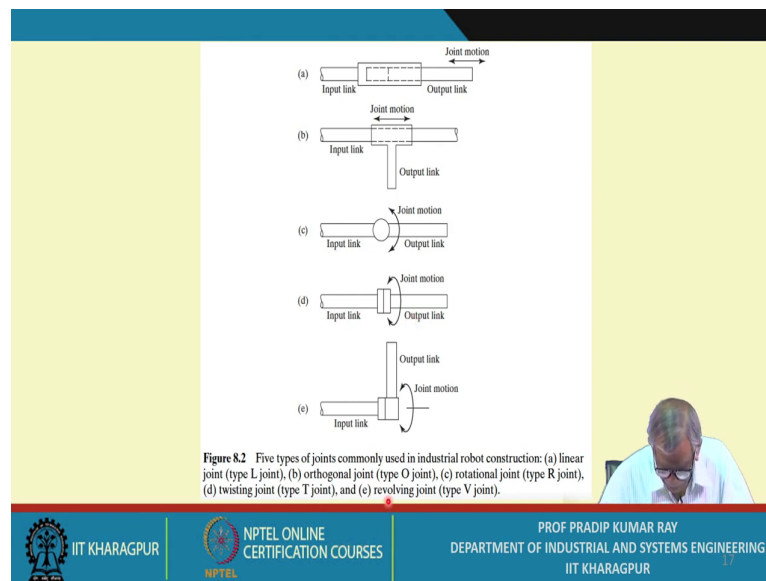 Joint motion
(a)
Input link
Output link
Joint motion
(b)
Input link
Output link
Joint motion
(c)
Input link
Output link
Joint motion
(d)
Input link
Output link
Output link
Joint motion
(e)
Input link
Figure 8.2 Five types of joints commonly used in industrial robot construction: (a) linear
joint (type L joint), (b) orthogonal joint (type O joint), (c) rotational joint (type R joint),
(d) twisting joint (type T joint), and (e) revolving joint (type V joint).
IIT KHARAGPUR
NPTEL
NPTEL ONLINE
CERTIFICATION COURSES
PROF PRADIP KUMAR RAY
DEPARTMENT OF INDUSTRIAL AND SYSTEMS ENGINEERING
IIT KHARAGPUR
17